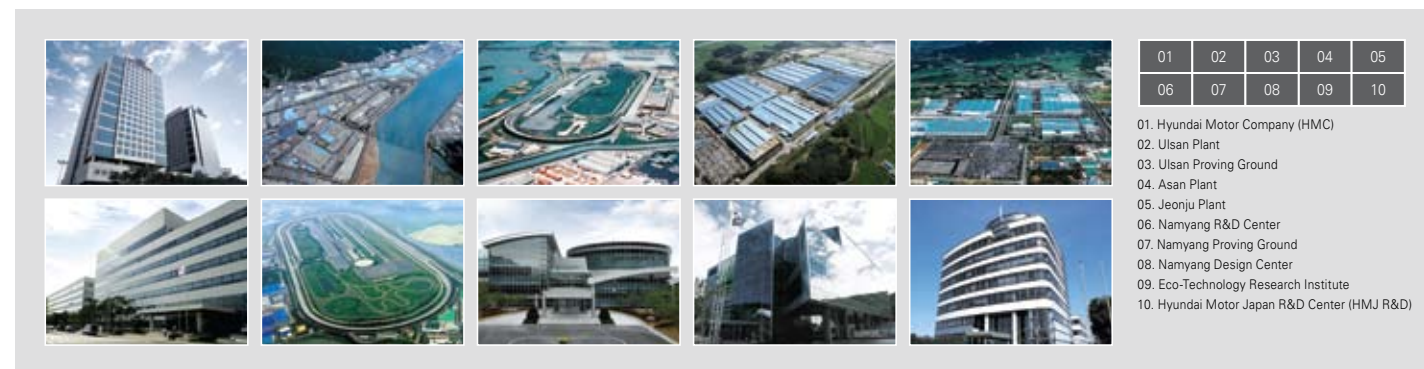 01 02 03 04 05
06 07 08 09 10
01. Hyundai Motor Company (HMC)
02. Ulsan Plant
03. Ulsan Proving Ground
04. Asan Plant
05. Jeonju Plant
06. Namyang R&D Center
07. Namyang Proving Ground
08. Namyang Design Center
09. Eco-Technology Research Institute
10. Hyundai Motor Japan R&D Center (HMJ R&D)